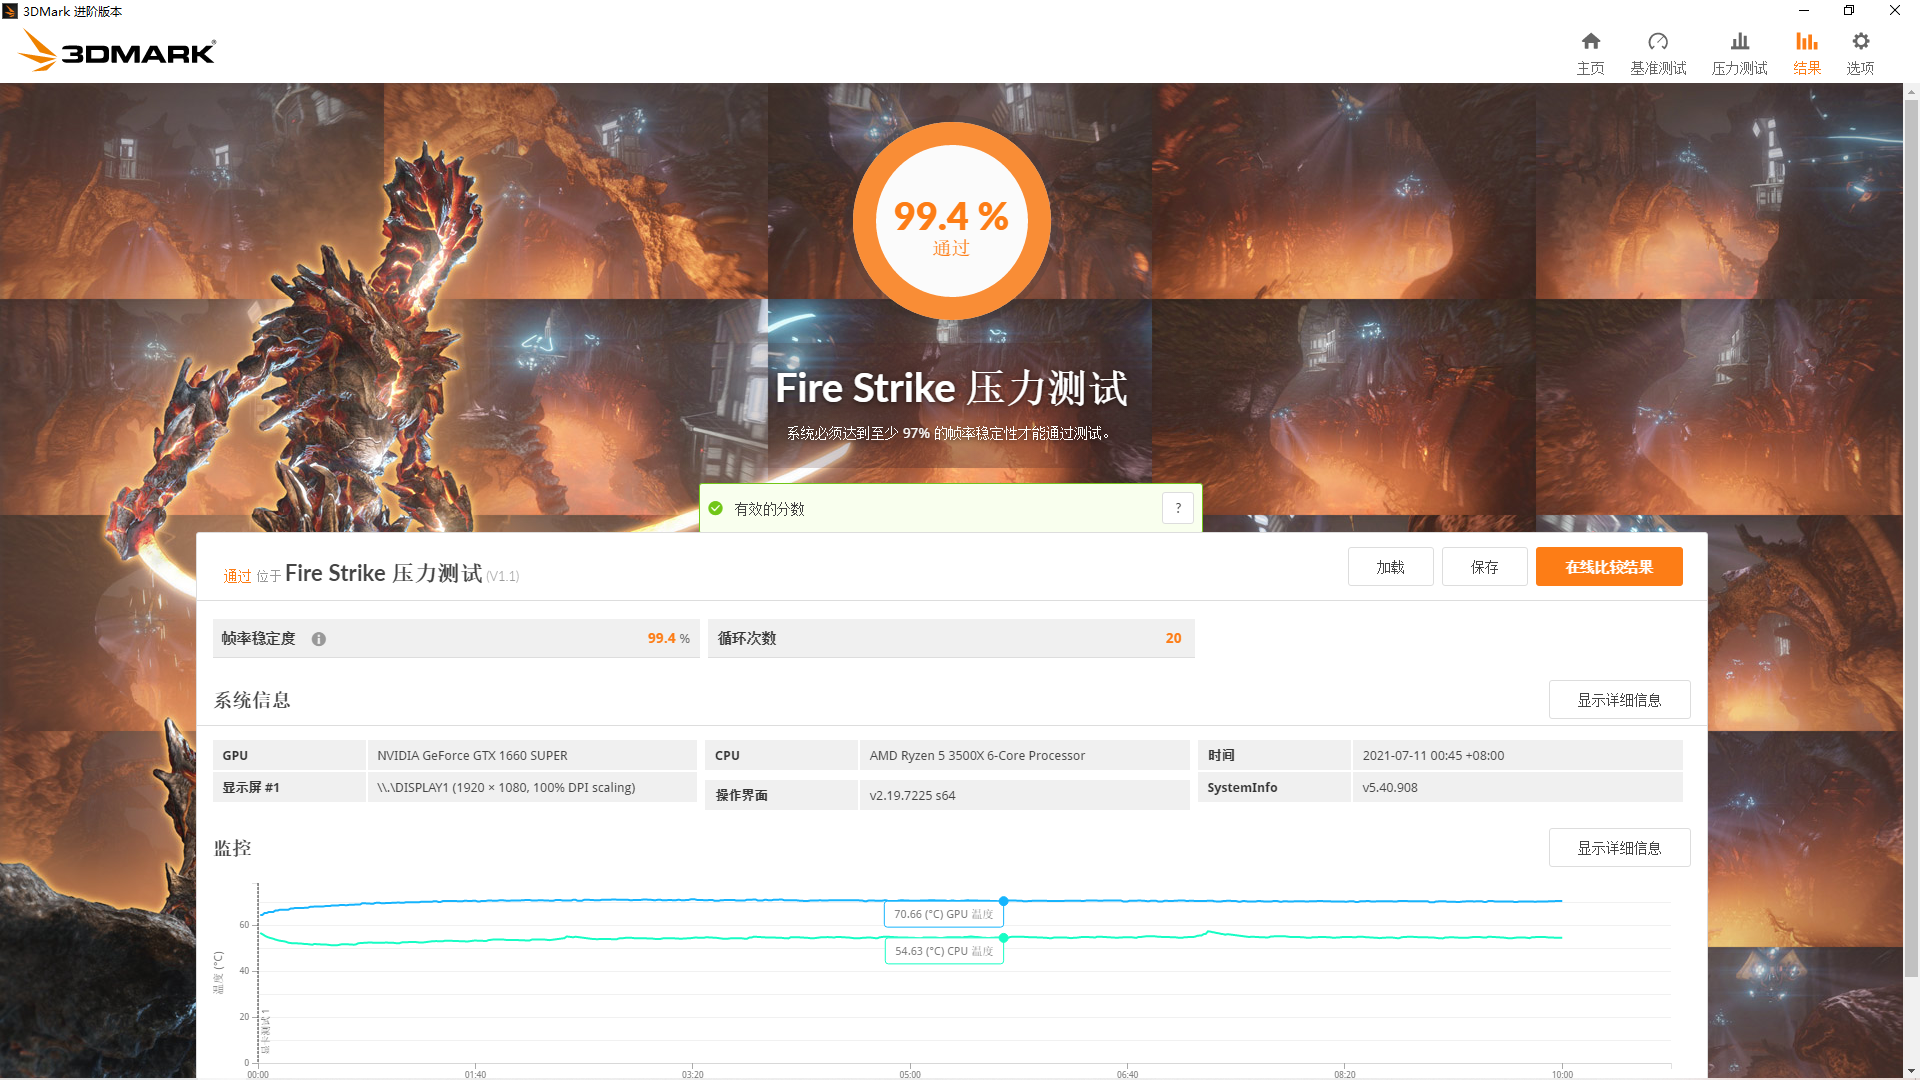 3DMark 进阶版本
3DMARK®
主页
基准测试
压力测试
结果
选项
99.4 %
通过
Fire Strike 压力测试
系统必须达到至少 97% 的帧率稳定性才能通过测试。
有效的分数
?
通过 位于 Fire Strike 压力测试 (V1.1)
加载
保存
在线比较结果
帧率稳定度
99.4 %
循环次数
20
系统信息
显示详细信息
GPU
NVIDIA GeForce GTX 1660 SUPER
显示屏 #1
\\.\DISPLAY1 (1920 × 1080, 100% DPI scaling)
CPU
AMD Ryzen 5 3500X 6-Core Processor
操作界面
v2.19.7225 s64
时间
2021-07-11 00:45 +08:00
SystemInfo
v5.40.908
监控
显示详细信息
70.66 (°C) GPU 温度
54.63 (°C) CPU 温度
温度 (°C)
60
40
20
0
显卡测试 1
00:00
01:40
03:20
05:00
06:40
08:20
10:00